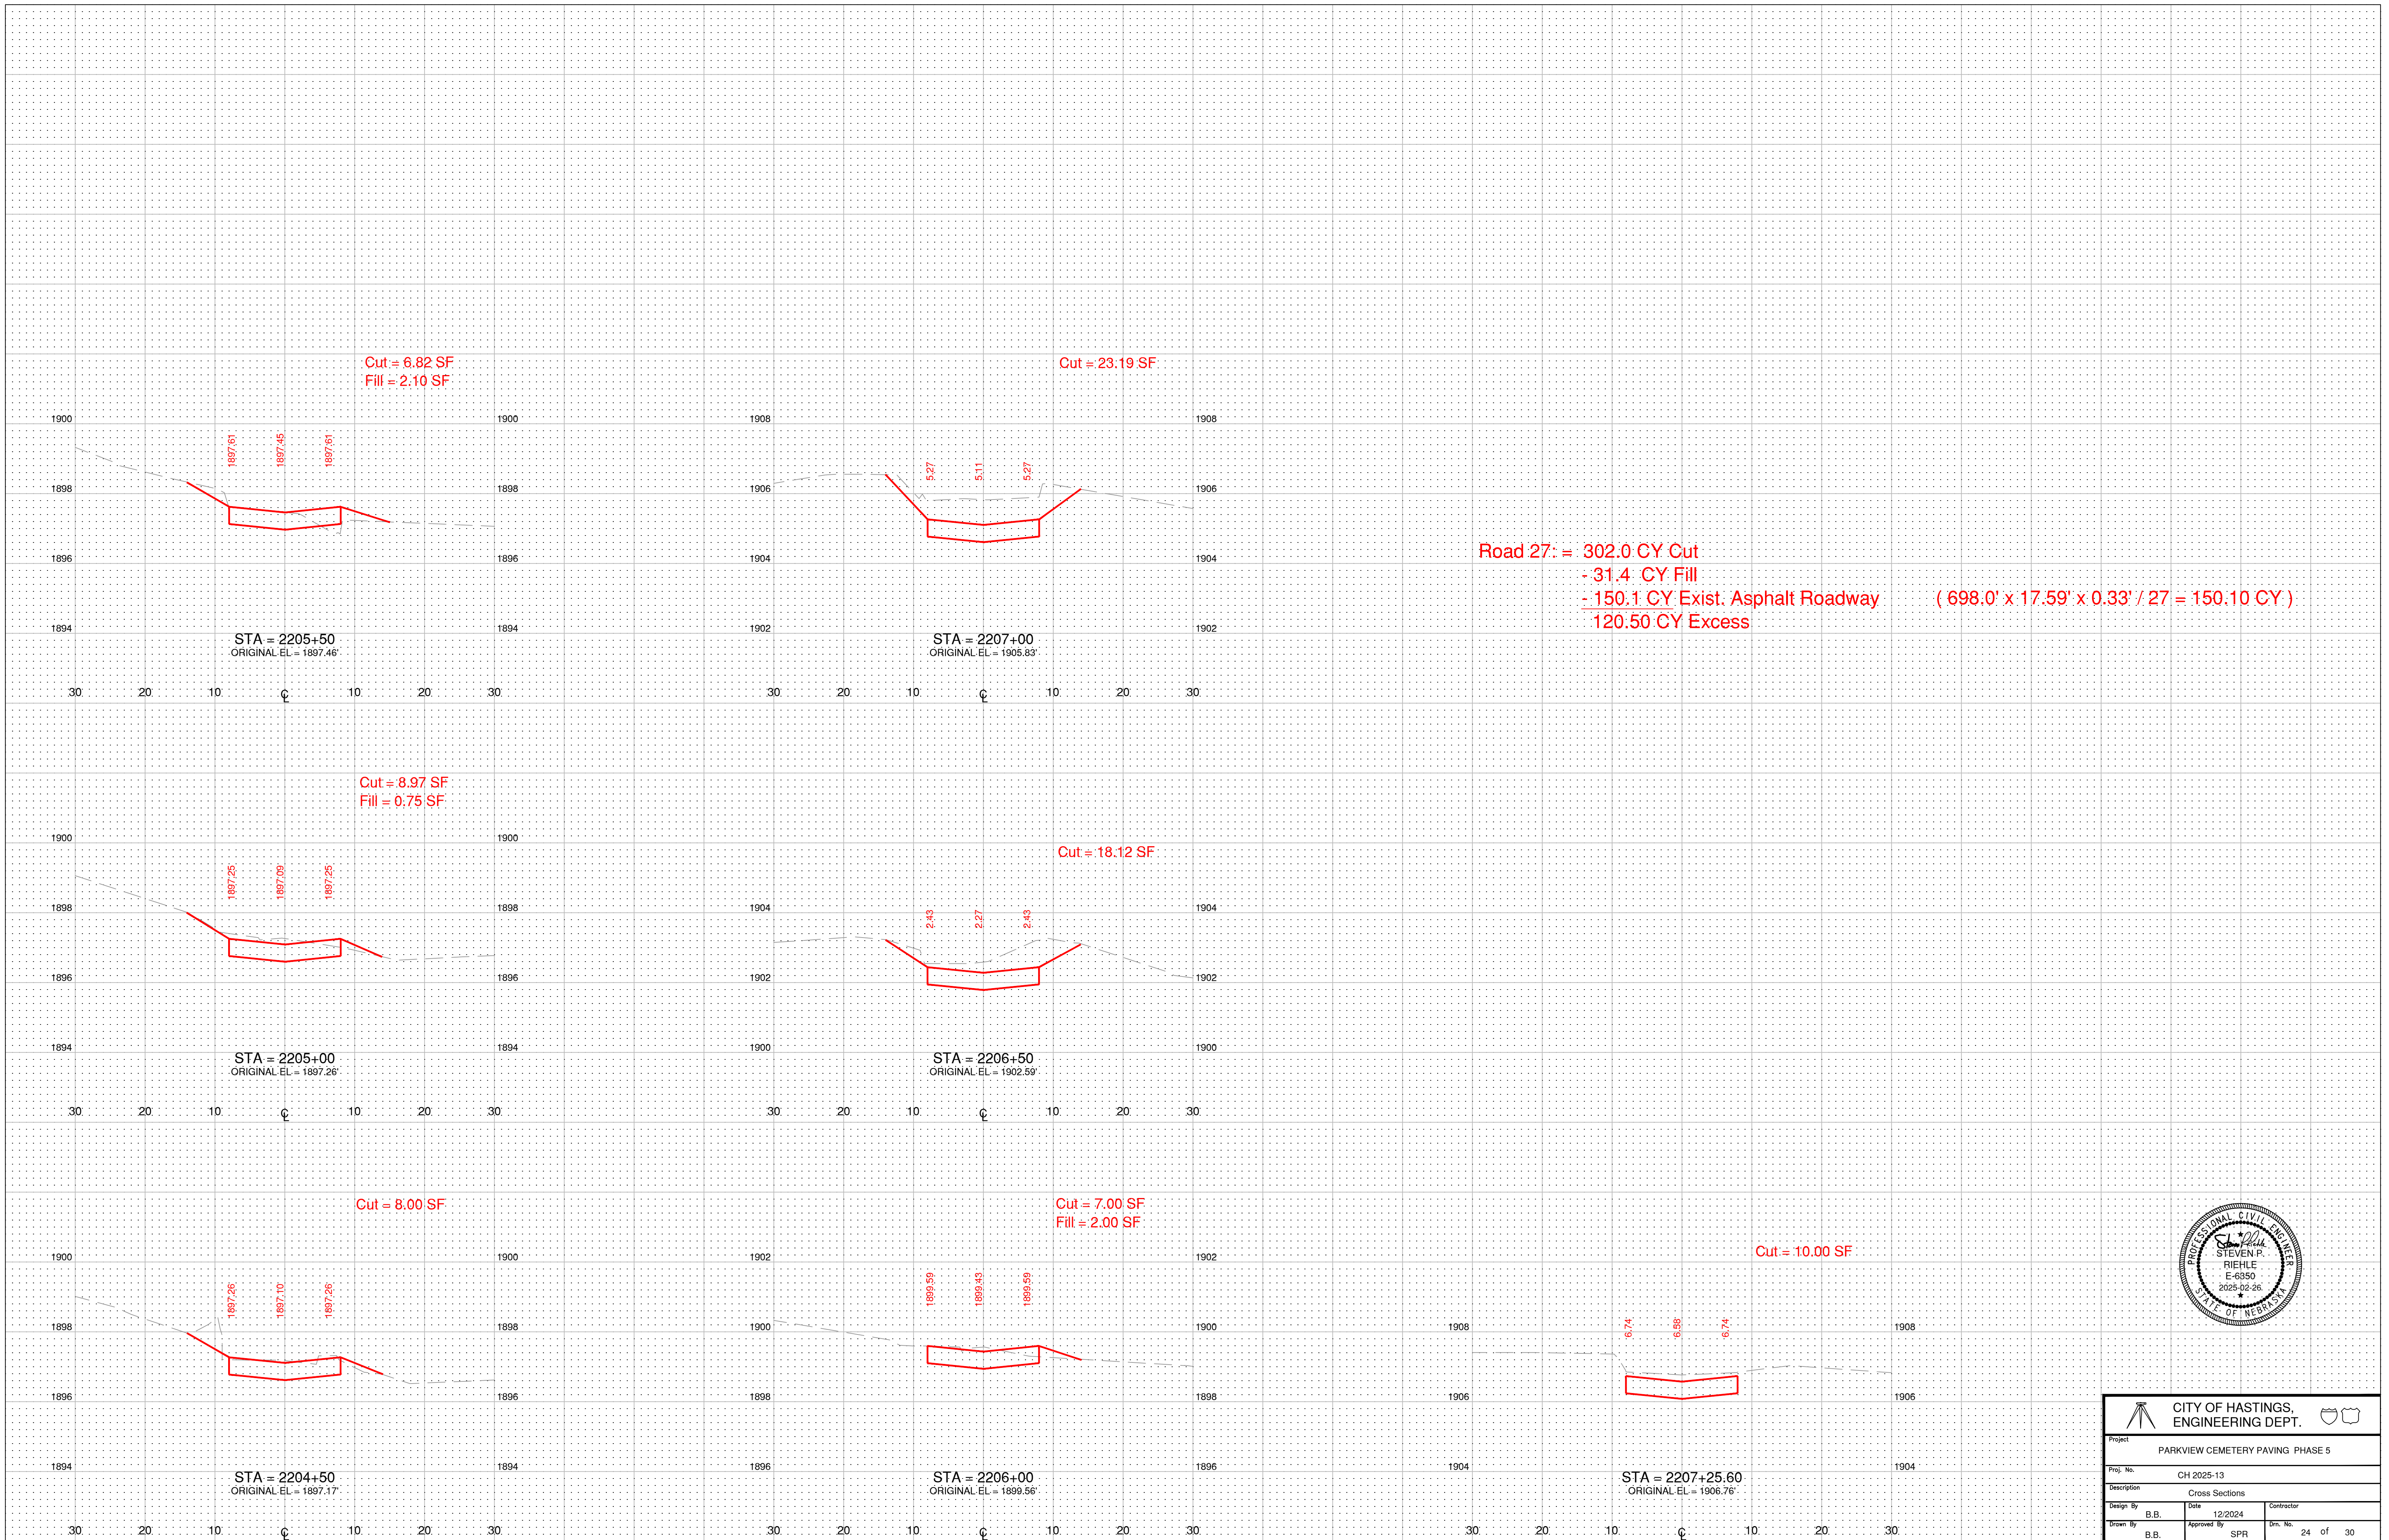 Cut = 6.82 SF
Fill = 2.10 SF
1900
1897.61
1897.45
1897.61
1900
1898
1898
1896
1896
1894
1894
STA = 2205+50
ORIGINAL EL = 1897.46'
30 20 10 ℄ 10 20 30
Cut = 23.19 SF
1908
5.27
5.11
5.27
1908
1906
1906
1904
1904
1902
1902
STA = 2207+00
ORIGINAL EL = 1905.83'
30 20 10 ℄ 10 20 30
Road 27: = 302.0 CY Cut
- 31.4 CY Fill
- 150.1 CY Exist. Asphalt Roadway ( 698.0' x 17.59' x 0.33' / 27 = 150.10 CY )
120.50 CY Excess
Cut = 8.97 SF
Fill = 0.75 SF
1900
1897.25
1897.09
1897.25
1900
1898
1898
1896
1896
1894
1894
STA = 2205+00
ORIGINAL EL = 1897.26'
30 20 10 ℄ 10 20 30
Cut = 18.12 SF
1904
2.43
2.27
2.43
1904
1902
1902
1900
1900
STA = 2206+50
ORIGINAL EL = 1902.59'
30 20 10 ℄ 10 20 30
Cut = 8.00 SF
1900
1897.26
1897.10
1897.26
1900
1898
1898
1896
1896
1894
1894
STA = 2204+50
ORIGINAL EL = 1897.17'
30 20 10 ℄ 10 20 30
Cut = 7.00 SF
Fill = 2.00 SF
1902
1899.59
1899.43
1899.59
1902
1900
1900
1898
1898
1896
1896
STA = 2206+00
ORIGINAL EL = 1899.56'
30 20 10 ℄ 10 20 30
Cut = 10.00 SF
1908
6.74
6.58
6.74
1908
1906
1906
1904
1904
STA = 2207+25.60
ORIGINAL EL = 1906.76'
30 20 10 ℄ 10 20 30
PROFESSIONAL CIVIL ENGINEER
STEVEN P.
RIEHLE
E-6350
2025-02-26
STATE OF NEBRASKA
CITY OF HASTINGS,
ENGINEERING DEPT.
Project
PARKVIEW CEMETERY PAVING PHASE 5
Proj. No.
CH 2025-13
Description
Cross Sections
Design By
B.B.
Date
12/2024
Contractor
Drawn By
B.B.
Approved By
SPR
Drn. No.
24 of 30